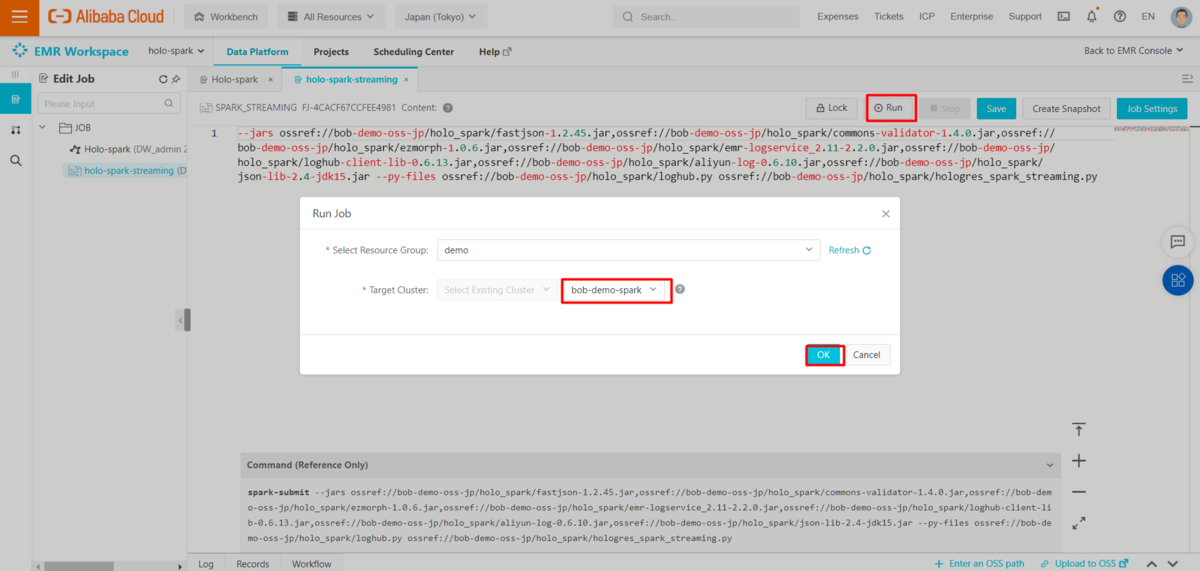 Alibaba Cloud
Workbench
All Resources
Japan (Tokyo)
Search...
Expenses
Tickets
ICP
Enterprise
Support
EN
EMR Workspace
holo-spark
Data Platform
Projects
Scheduling Center
Help
Back to EMR Console
Edit Job
Holo-spark ×
holo-spark-streaming ×
Please Input
SPARK_STREAMING FJ-4CACF67CCFEE4981 Content:
Lock
Run
Stop
Save
Create Snapshot
Job Settings
JOB
Holo-spark (DW_admin 2
holo-spark-streaming (D
1
--jars ossref://bob-demo-oss-jp/holo_spark/fastjson-1.2.45.jar,ossref://bob-demo-oss-jp/holo_spark/commons-validator-1.4.0.jar,ossref://
bob-demo-oss-jp/holo_spark/ezmorph-1.0.6.jar,ossref://bob-demo-oss-jp/holo_spark/emr-logservice_2.11-2.2.0.jar,ossref://bob-demo-oss-jp/
holo_spark/loghub-client-lib-0.6.13.jar,ossref://bob-demo-oss-jp/holo_spark/aliyun-log-0.6.10.jar,ossref://bob-demo-oss-jp/holo_spark/
json-lib-2.4-jdk15.jar --py-files ossref://bob-demo-oss-jp/holo_spark/loghub.py ossref://bob-demo-oss-jp/holo_spark/hologres_spark_streaming.py
Run Job
* Select Resource Group:
demo
Refresh
* Target Cluster:
Select Existing Cluster
bob-demo-spark
OK
Cancel
Command (Reference Only)
spark-submit --jars ossref://bob-demo-oss-jp/holo_spark/fastjson-1.2.45.jar,ossref://bob-demo-oss-jp/holo_spark/commons-validator-1.4.0.jar,ossref://bob-dem
o-oss-jp/holo_spark/ezmorph-1.0.6.jar,ossref://bob-demo-oss-jp/holo_spark/emr-logservice_2.11-2.2.0.jar,ossref://bob-demo-oss-jp/holo_spark/loghub-client-li
b-0.6.13.jar,ossref://bob-demo-oss-jp/holo_spark/aliyun-log-0.6.10.jar,ossref://bob-demo-oss-jp/holo_spark/json-lib-2.4-jdk15.jar --py-files ossref://bob-de
mo-oss-jp/holo_spark/loghub.py ossref://bob-demo-oss-jp/holo_spark/hologres_spark_streaming.py
Log
Records
Workflow
Enter an OSS path
Upload to OSS